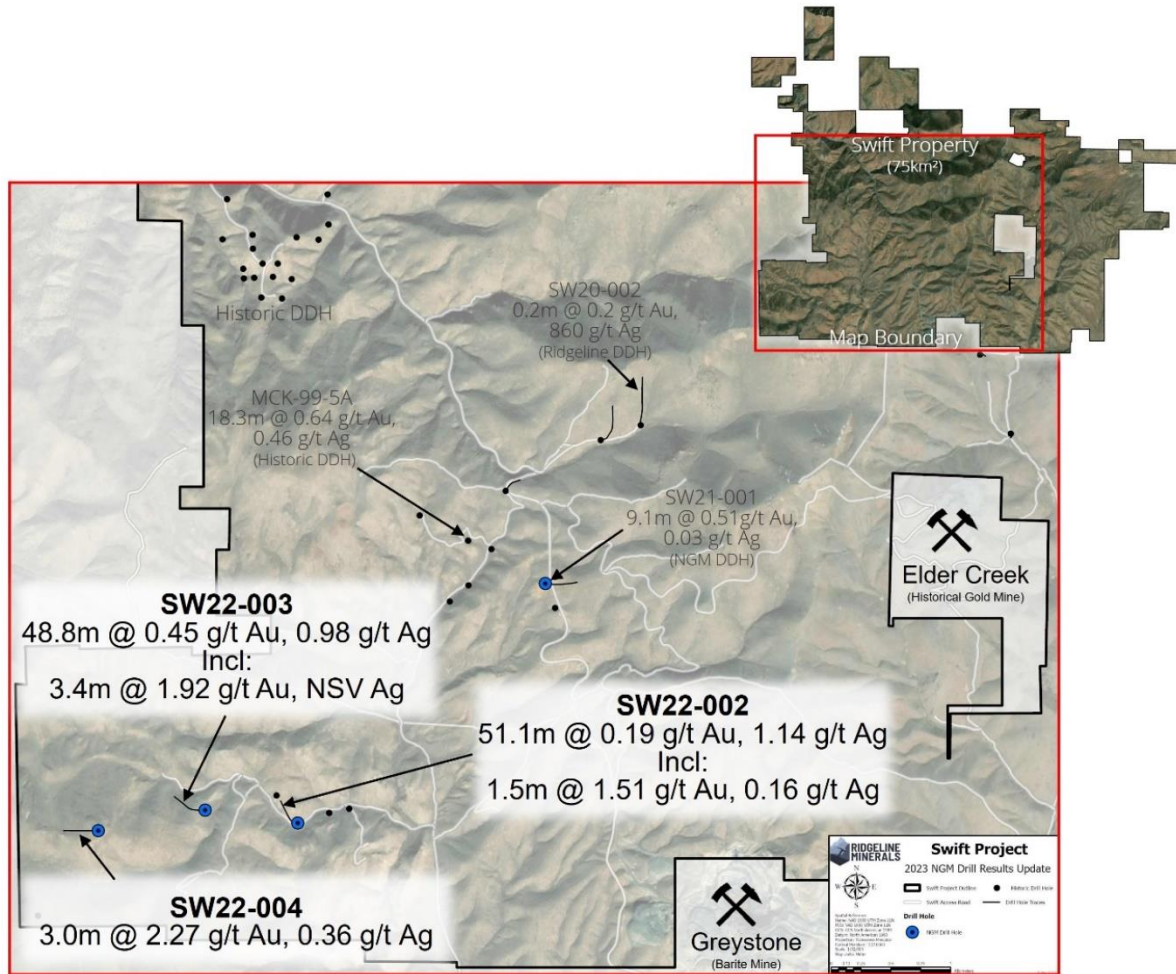 Swift Property
(75km²)
Map Boundary
Historic DDH
SW20-002
0.2m @ 0.2 g/t Au,
860 g/t Ag
(Ridgeline DDH)
MCK-99-5A
18.3m @ 0.64 g/t Au,
0.46 g/t Ag
(Historic DDH)
SW21-001
9.1m @ 0.51g/t Au,
0.03 g/t Ag
(NGM DDH)
Elder Creek
(Historical Gold Mine)
SW22-003
48.8m @ 0.45 g/t Au, 0.98 g/t Ag
Incl:
3.4m @ 1.92 g/t Au, NSV Ag
SW22-002
51.1m @ 0.19 g/t Au, 1.14 g/t Ag
Incl:
1.5m @ 1.51 g/t Au, 0.16 g/t Ag
SW22-004
3.0m @ 2.27 g/t Au, 0.36 g/t Ag
Greystone
(Barite Mine)
RIDGELINE
MINERALS
Swift Project
2023 NGM Drill Results Update
N
W E
S
Swift Project Outline
Historic Drill Hole
Swift Access Road
Drill Hole Traces
Drill Hole
NGM Drill Hole